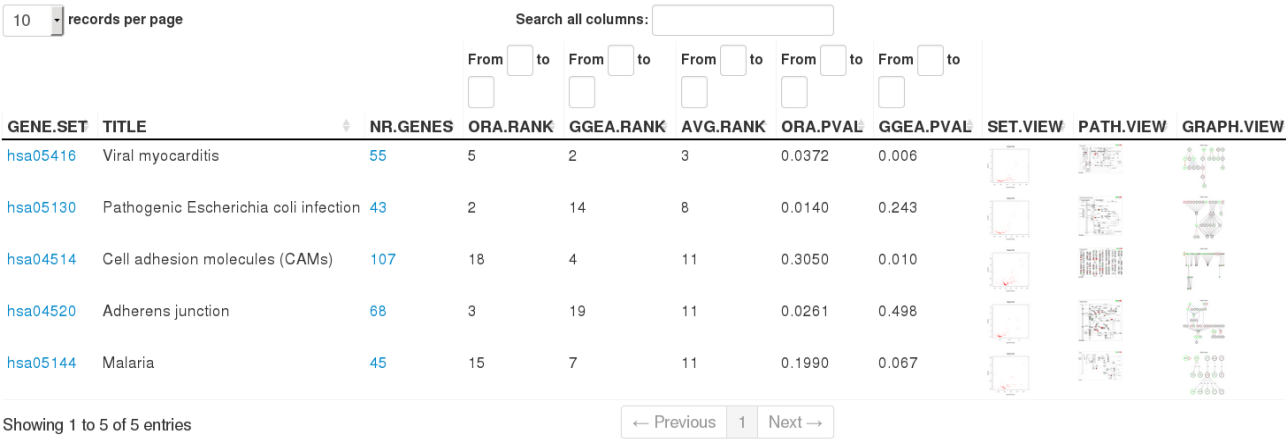 10 records per page Search all columns:
From to From to From to From to From to
GENE.SET TITLE NR.GENES ORA.RANK GGEA.RANK AVG.RANK ORA.PVAL GGEA.PVAL SET.VIEW PATH.VIEW GRAPH.VIEW
hsa05416 Viral myocarditis 55 5 2 3 0.0372 0.006
hsa05130 Pathogenic Escherichia coli infection 43 2 14 8 0.0140 0.243
hsa04514 Cell adhesion molecules (CAMs) 107 18 4 11 0.3050 0.010
hsa04520 Adherens junction 68 3 19 11 0.0261 0.498
hsa05144 Malaria 45 15 7 11 0.1990 0.067
Showing 1 to 5 of 5 entries ← Previous 1 Next →